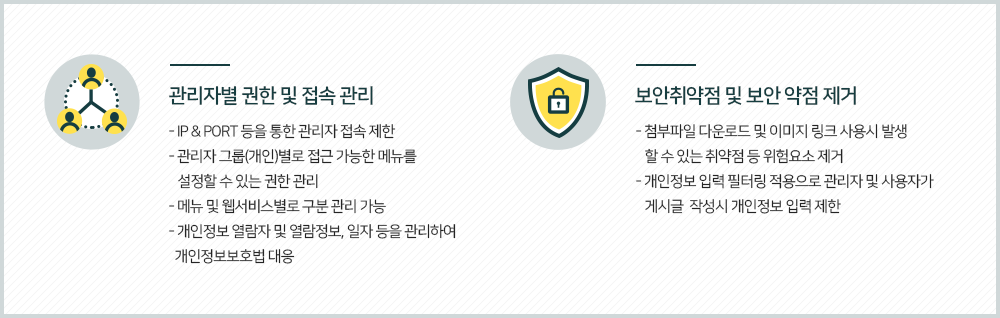 관리자별 권한 및 접속 관리
- IP & PORT 등을 통한 관리자 접속 제한
- 관리자 그룹(개인)별로 접근 가능한 메뉴를
설정할 수 있는 권한 관리
- 메뉴 및 웹서비스별로 구분 관리 가능
- 개인정보 열람자 및 열람정보, 일자 등을 관리하여
개인정보보호법 대응
보안취약점 및 보안 약점 제거
- 첨부파일 다운로드 및 이미지 링크 사용시 발생
할 수 있는 취약점 등 위험요소 제거
- 개인정보 입력 필터링 적용으로 관리자 및 사용자가
게시글 작성시 개인정보 입력 제한